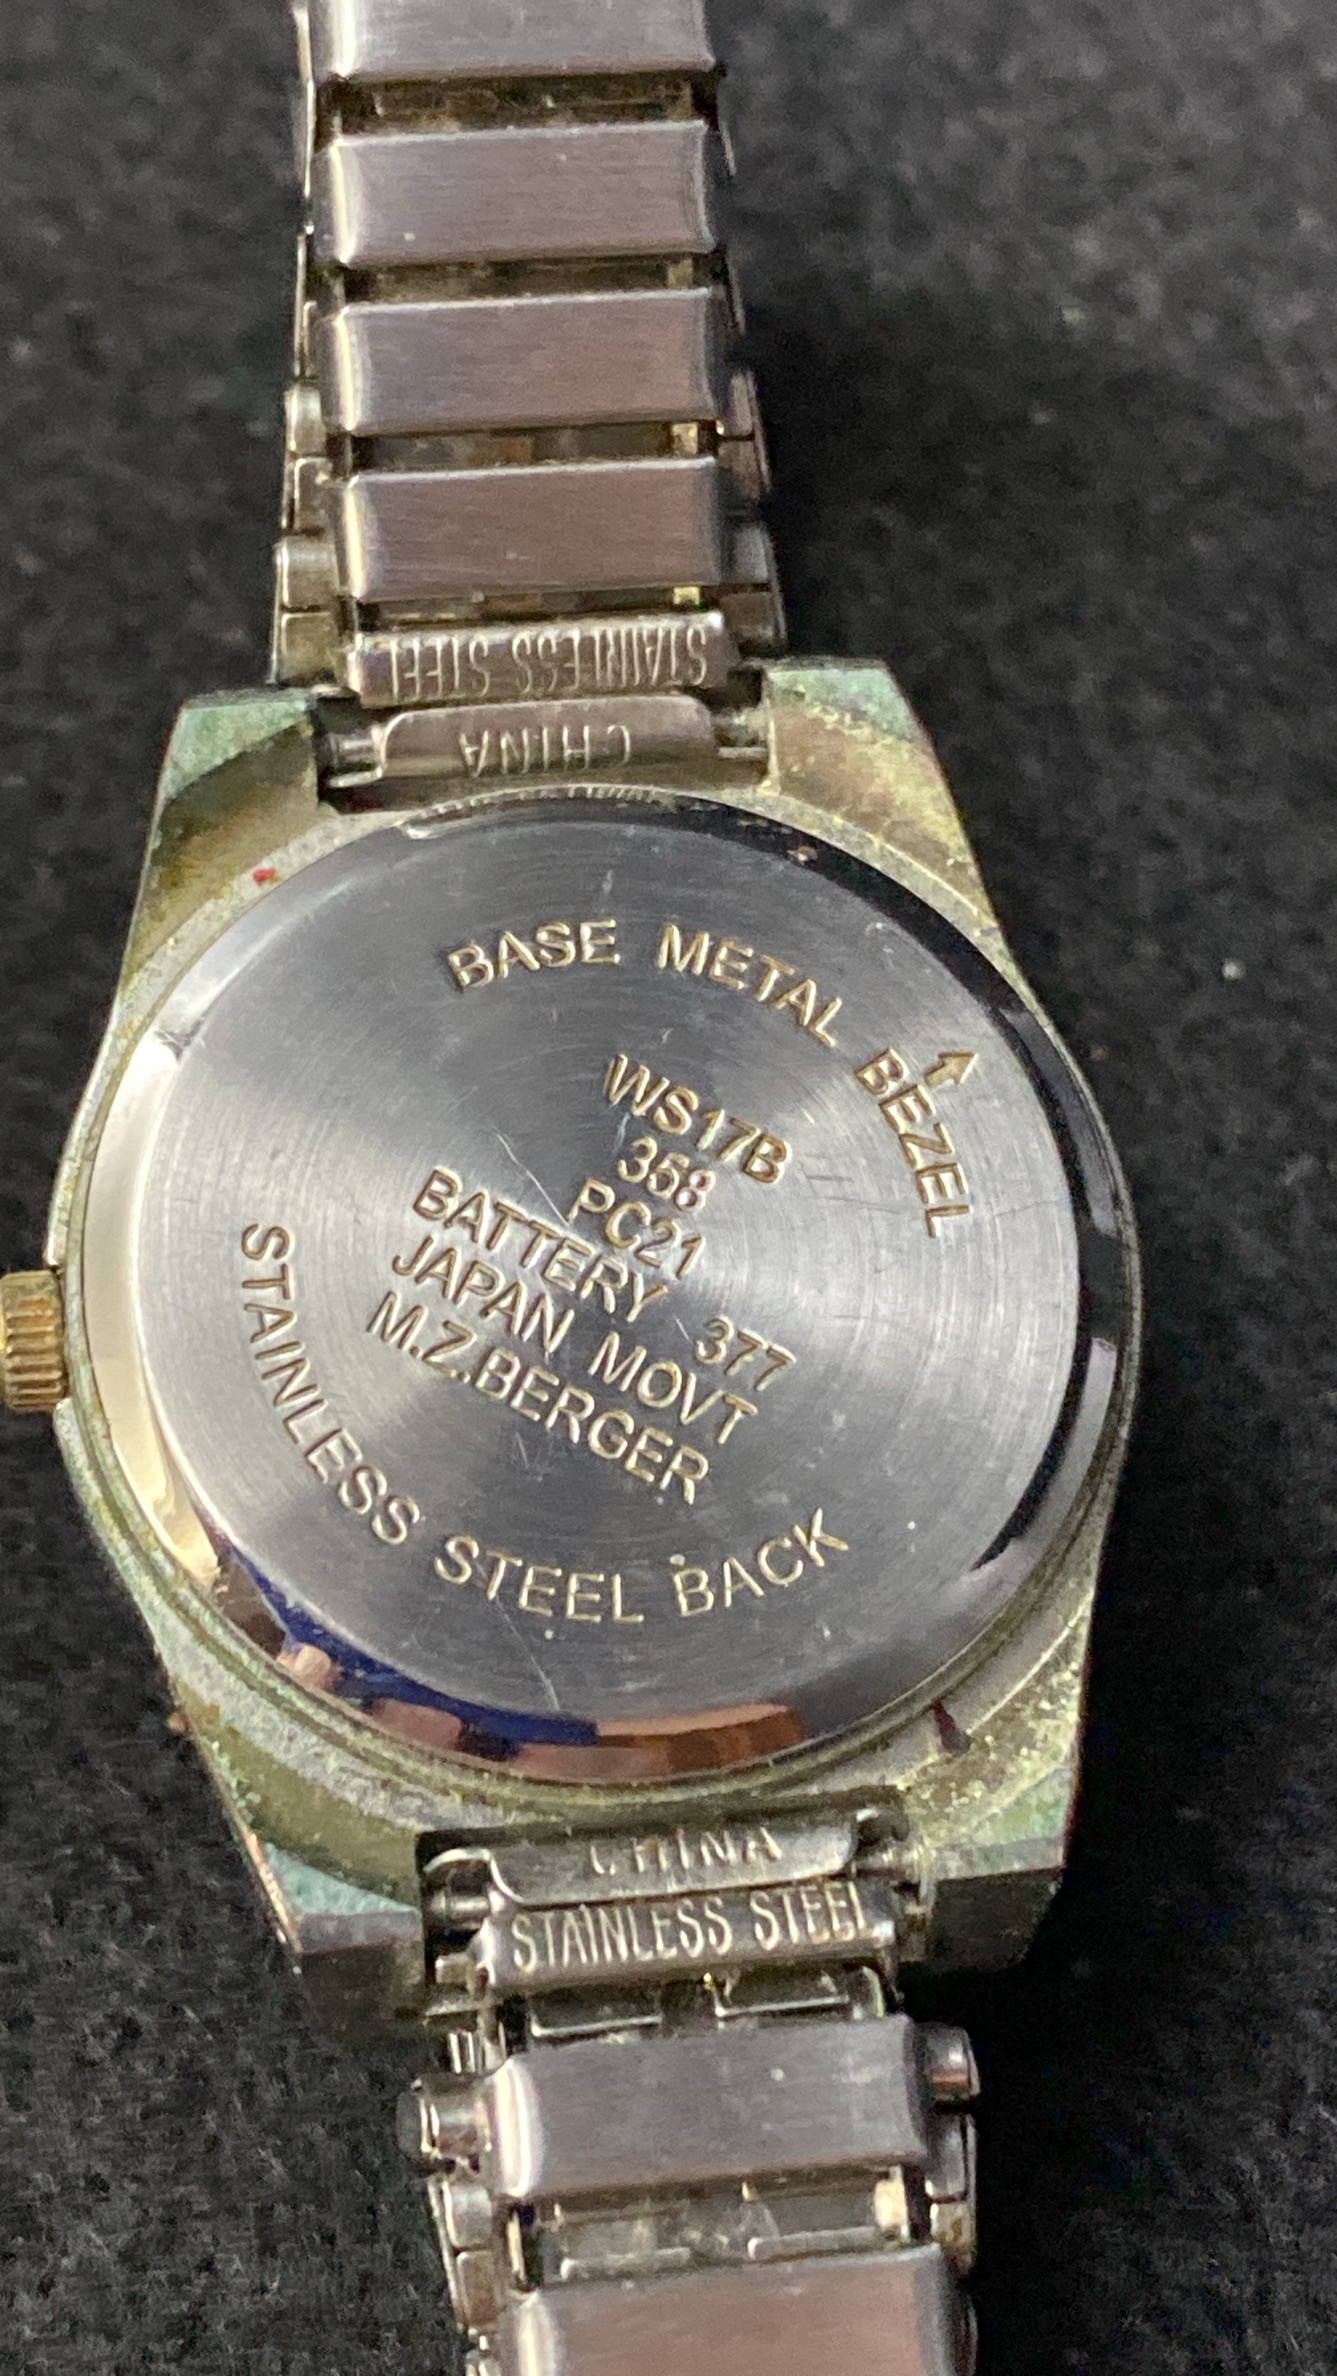 STAINLESS STEEL
CHINA
BASE METAL BEZEL
WS17B
358
PC21
BATTERY 377
JAPAN MOVT
M.Z.BERGER
STAINLESS STEEL BACK
CHINA
STAINLESS STEEL